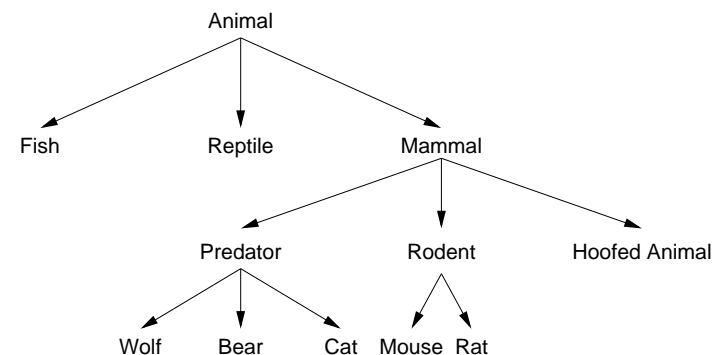 Animal
Fish Reptile Mammal
Predator Rodent Hoofed Animal
Wolf Bear Cat Mouse Rat